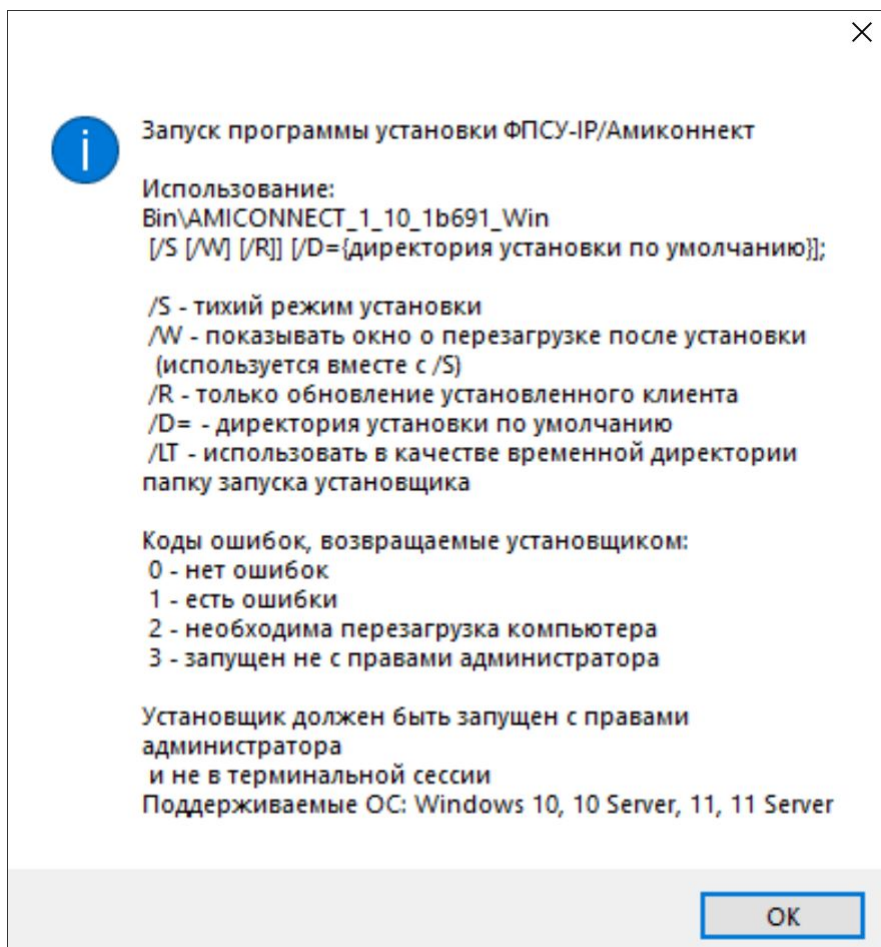 Запуск программы установки ФПСУ-IP/Амиконнект
Использование:
Bin\AMICONNECT_1_10_1b691_Win
[/S [/W] [/R]] [/D={директория установки по умолчанию}];
/S - тихий режим установки
/W - показывать окно о перезагрузке после установки
(используется вместе с /S)
/R - только обновление установленного клиента
/D= - директория установки по умолчанию
/LT - использовать в качестве временной директории
папку запуска установщика
Коды ошибок, возвращаемые установщиком:
0 - нет ошибок
1 - есть ошибки
2 - необходима перезагрузка компьютера
3 - запущен не с правами администратора
Установщик должен быть запущен с правами
администратора
и не в терминальной сессии
Поддерживаемые ОС: Windows 10, 10 Server, 11, 11 Server
OK